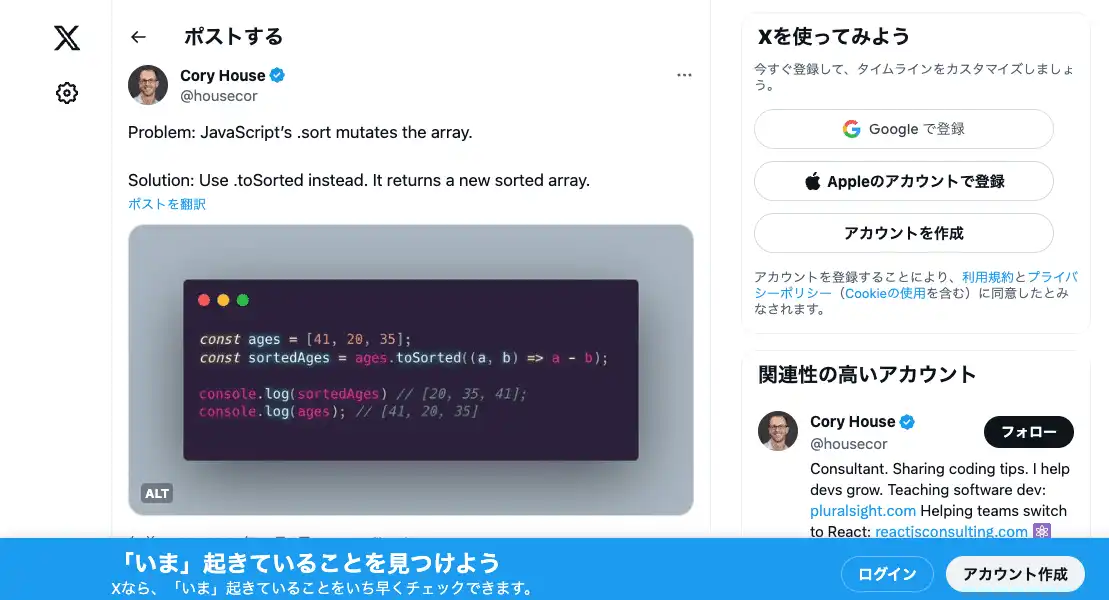 ポストする
Cory House
@housecor
Problem: JavaScript’s .sort mutates the array.
Solution: Use .toSorted instead. It returns a new sorted array.
ポストを翻訳
const ages = [41, 20, 35];
const sortedAges = ages.toSorted((a, b) => a - b);
console.log(sortedAges) // [20, 35, 41];
console.log(ages); // [41, 20, 35]
ALT
Xを使ってみよう
今すぐ登録して、タイムラインをカスタマイズしましょ
う。
Google で登録
Appleのアカウントで登録
アカウントを作成
アカウントを登録することにより、利用規約とプライバ
シーポリシー（Cookieの使用を含む）に同意したとみ
なされます。
関連性の高いアカウント
Cory House
@housecor
フォロー
Consultant. Sharing coding tips. I help
devs grow. Teaching software dev:
pluralsight.com Helping teams switch
to React: reactjsconsulting.com ⚛️
「いま」起きていることを見つけよう
Xなら、「いま」起きていることをいち早くチェックできます。
ログイン
アカウント作成